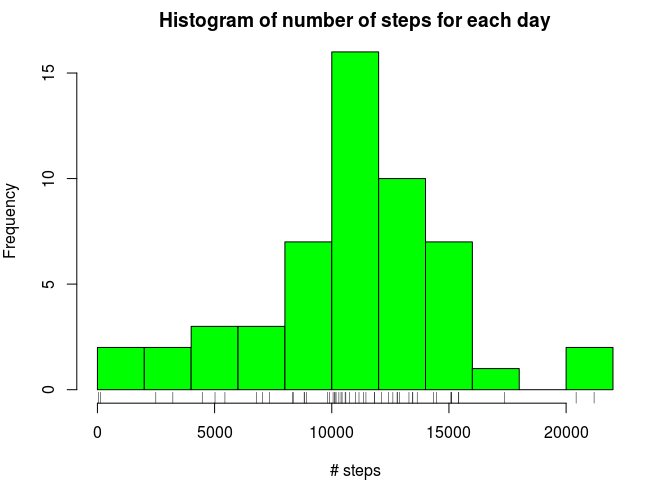 Histogram of number of steps for each day
Frequency
15
10
5
0
0 5000 10000 15000 20000
# steps